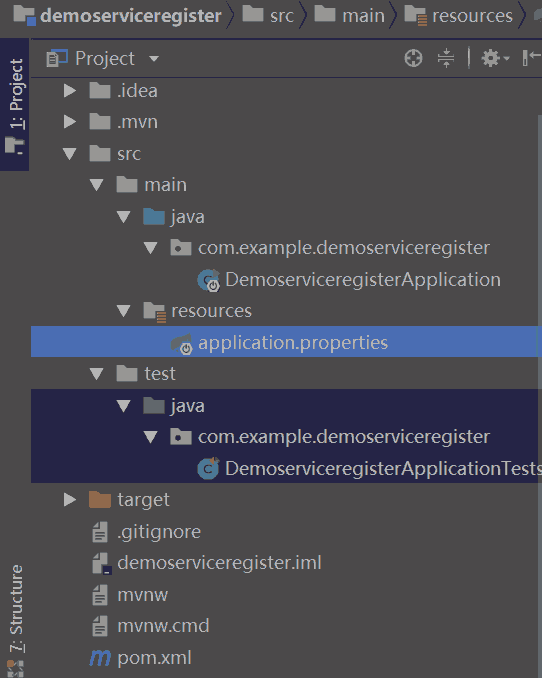 demoserviceregister src main resources
1: Project
Project
.idea
.mvn
src
main
java
com.example.demoserviceregister
DemoserviceregisterApplication
resources
application.properties
test
java
com.example.demoserviceregister
DemoserviceregisterApplicationTests
target
.gitignore
demoserviceregister.iml
mvnw
mvnw.cmd
pom.xml
7: Structure